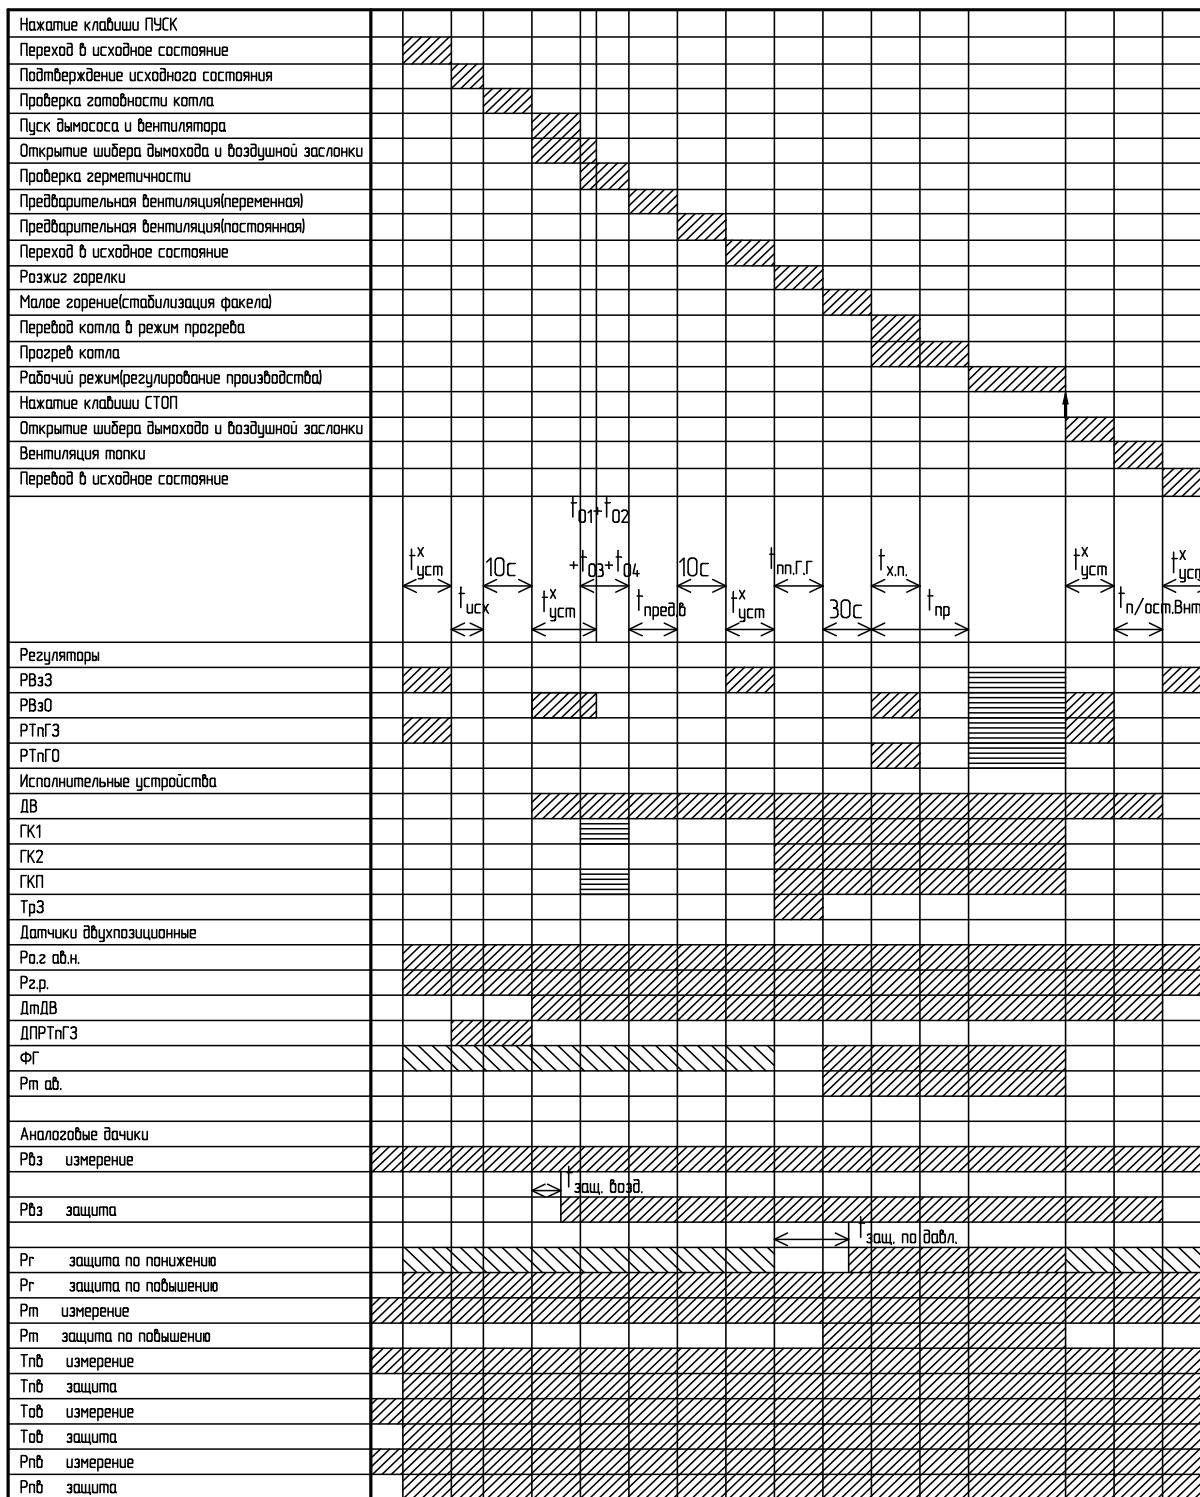 Нажатие клавиши ПУСК
Переход в исходное состояние
Подтверждение исходного состояния
Проверка готовности котла
Пуск дымососа и вентилятора
Открытие шибера дымохода и воздушной заслонки
Проверка герметичности
Предварительная вентиляция(переменная)
Предварительная вентиляция(постоянная)
Переход в исходное состояние
Розжиг горелки
Малое горение(стабилизация факела)
Перевод котла в режим прогрева
Прогрев котла
Рабочий режим(регулирование производства)
Нажатие клавиши СТОП
Открытие шибера дымохода и воздушной заслонки
Вентиляция топки
Перевод в исходное состояние
t01+t02
tхуст 10с +t03+t04 10с tпп.Г.Г tх.п. tхуст tхуст
tисх tхуст tпред.в tхуст 30с tпр tп/ост.Внт
Регуляторы
РВзЗ
РВзО
РТпГЗ
РТпГО
Исполнительные устройства
ДВ
ГК1
ГК2
ГКП
ТрЗ
Датчики двухпозиционные
Ро.г ав.н.
Рг.р.
ДтДВ
ДПРТпГЗ
ФГ
Рт ав.
Аналоговые дачики
Рвз измерение
tзащ. возд.
Рвз защита
tзащ. по давл.
Рг защита по понижению
Рг защита по повышению
Рт измерение
Рт защита по повышению
Тпв измерение
Тпв защита
Тов измерение
Тов защита
Рпв измерение
Рпв защита